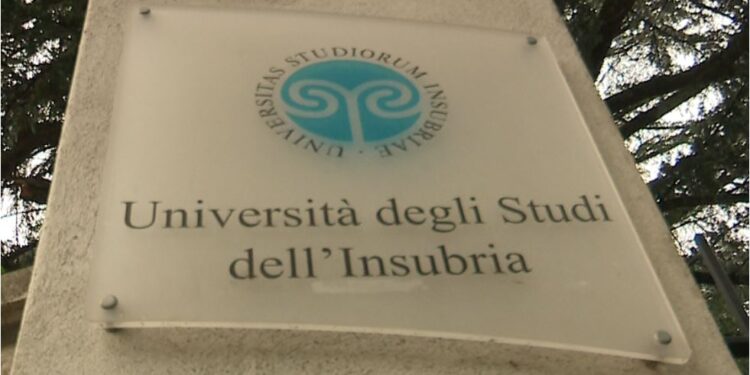 UNIVERSITAS STUDIORUM INSUBRIAE
Università degli Studi
dell'Insubria